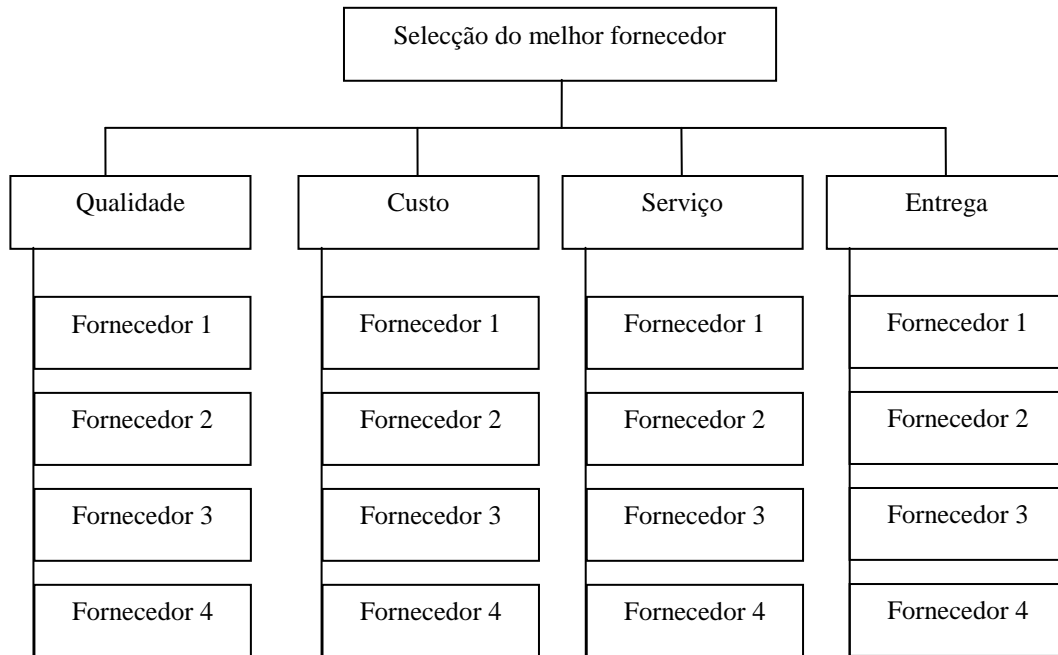 Selecção do melhor fornecedor
Qualidade
Custo
Serviço
Entrega
Fornecedor 1
Fornecedor 1
Fornecedor 1
Fornecedor 1
Fornecedor 2
Fornecedor 2
Fornecedor 2
Fornecedor 2
Fornecedor 3
Fornecedor 3
Fornecedor 3
Fornecedor 3
Fornecedor 4
Fornecedor 4
Fornecedor 4
Fornecedor 4